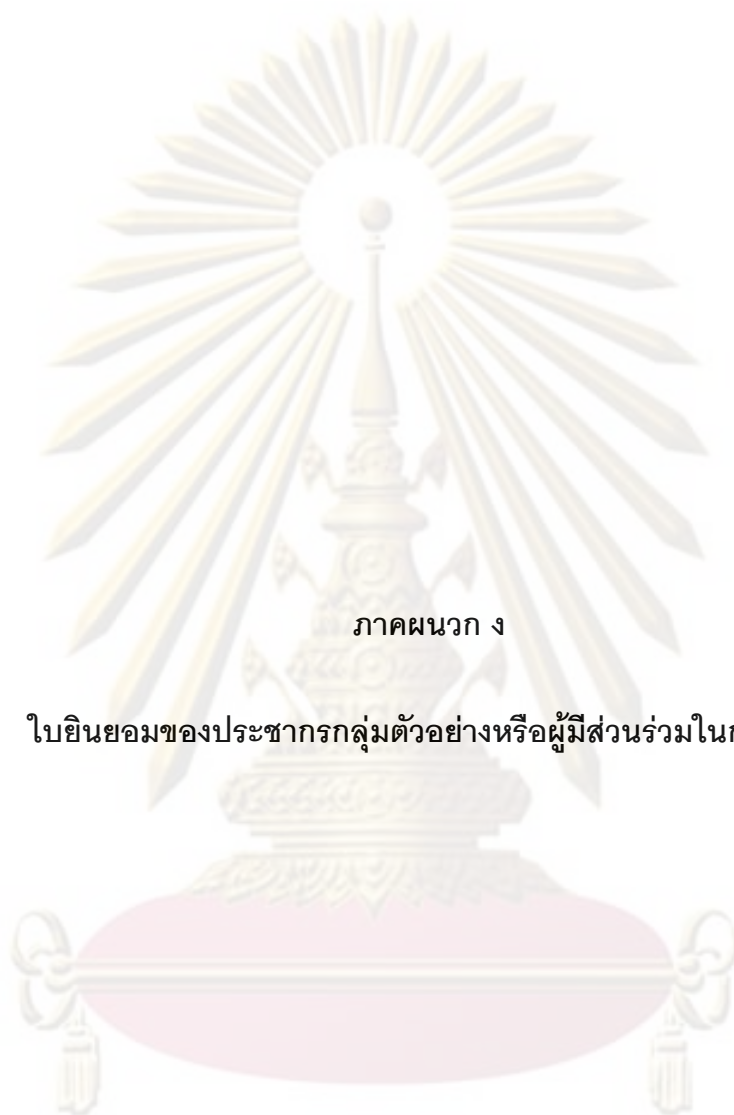 ภาคผนวก ง
ใบยินยอมของประชากรกลุ่มตัวอย่างหรือผู้มีส่วนร่วมใน